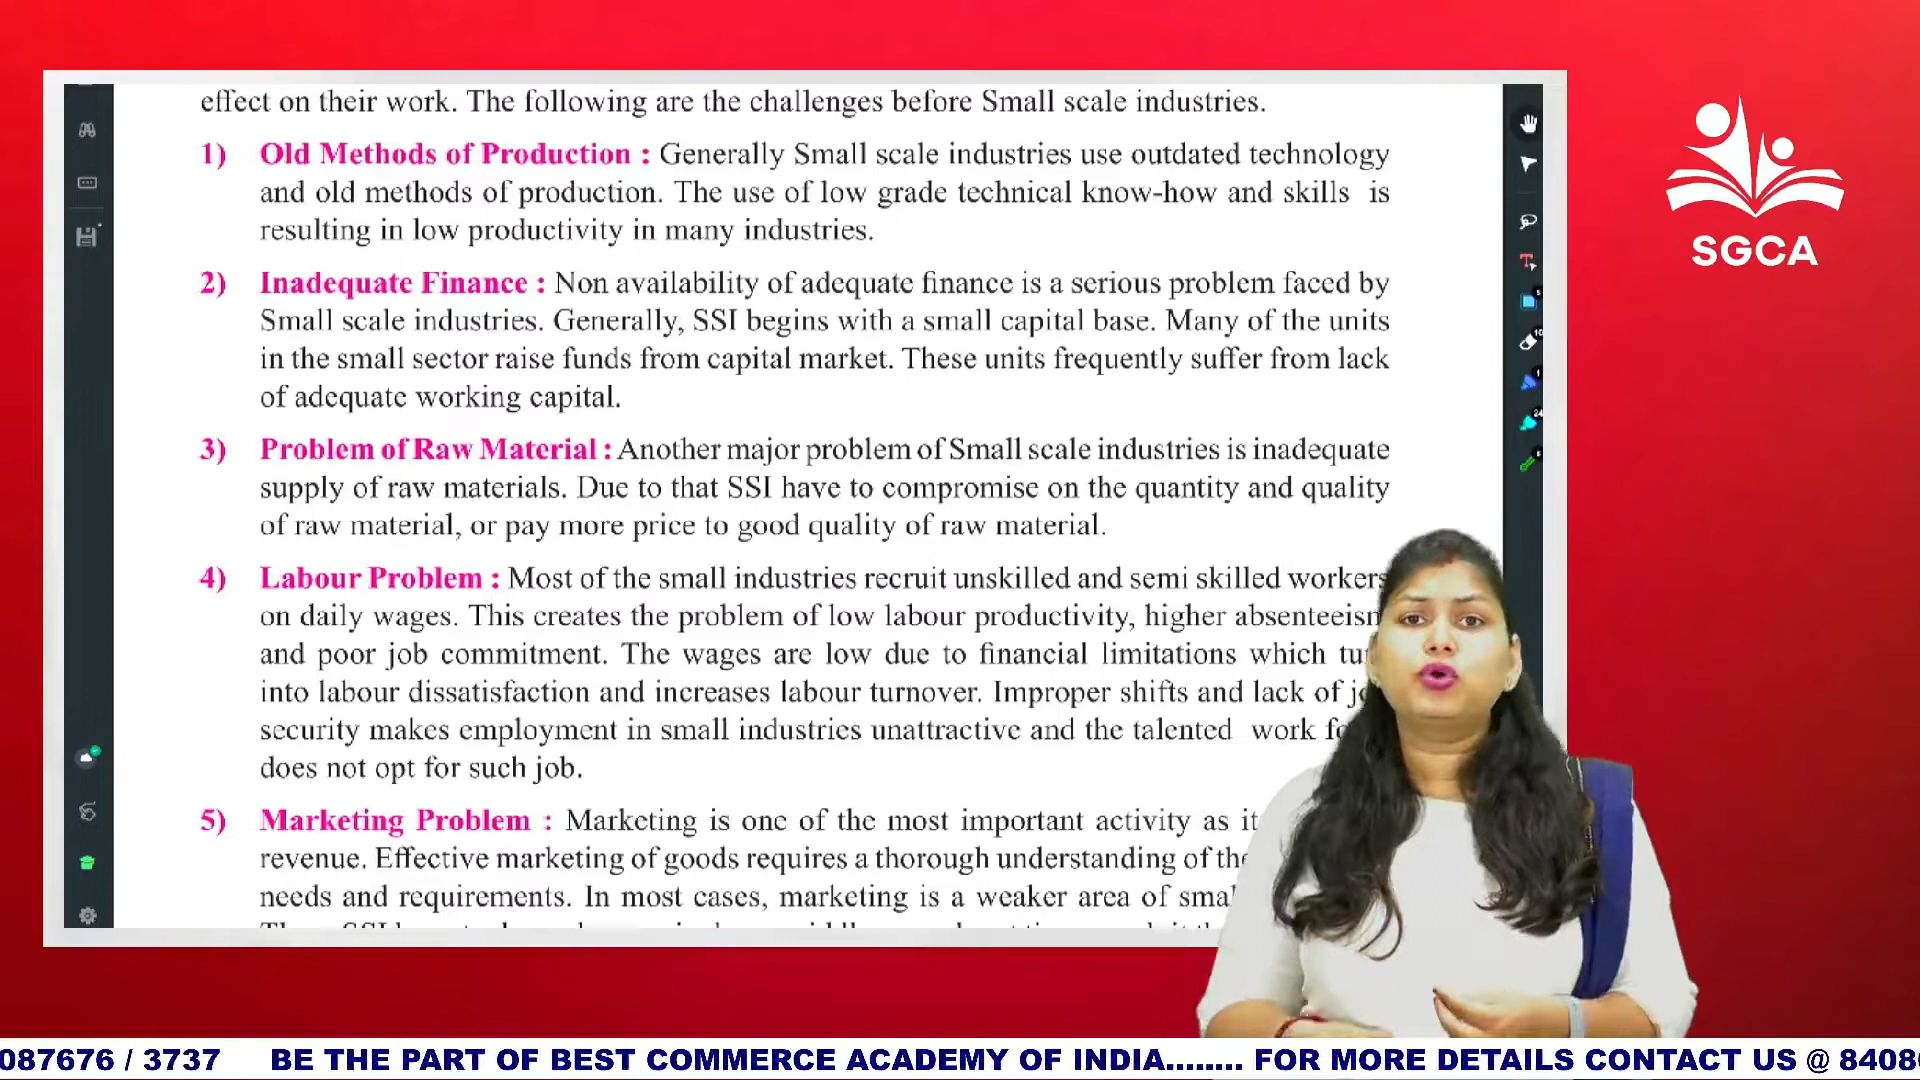 effect on their work. The following are the challenges before Small scale industries.
1) Old Methods of Production : Generally Small scale industries use outdated technology
and old methods of production. The use of low grade technical know-how and skills is
resulting in low productivity in many industries.
2) Inadequate Finance : Non availability of adequate finance is a serious problem faced by
Small scale industries. Generally, SSI begins with a small capital base. Many of the units
in the small sector raise funds from capital market. These units frequently suffer from lack
of adequate working capital.
3) Problem of Raw Material : Another major problem of Small scale industries is inadequate
supply of raw materials. Due to that SSI have to compromise on the quantity and quality
of raw material, or pay more price to good quality of raw material.
4) Labour Problem : Most of the small industries recruit unskilled and semi skilled workers
on daily wages. This creates the problem of low labour productivity, higher absenteeism
and poor job commitment. The wages are low due to financial limitations which
into labour dissatisfaction and increases labour turnover. Improper shifts and lack of
security makes employment in small industries unattractive and the talented work
does not opt for such job.
5) Marketing Problem : Marketing is one of the most important activity as it
revenue. Effective marketing of goods requires a thorough understanding of the
needs and requirements. In most cases, marketing is a weaker area of
SGCA
087676 / 3737 BE THE PART OF BEST COMMERCE ACADEMY OF INDIA........ FOR MORE DETAILS CONTACT US @ 8408